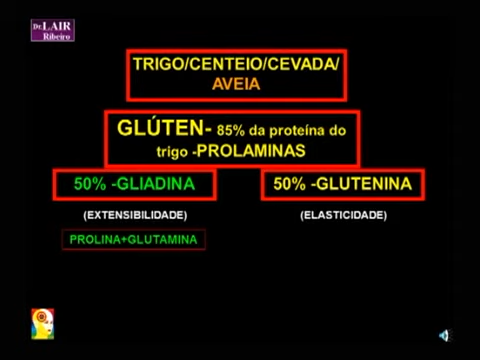 Dr. LAIR
Ribeiro
TRIGO/CENTEIO/CEVADA/
AVEIA
GLÚTEN- 85% da proteína do
trigo -PROLAMINAS
50% -GLIADINA
50% -GLUTENINA
(EXTENSIBILIDADE)
(ELASTICIDADE)
PROLINA+GLUTAMINA